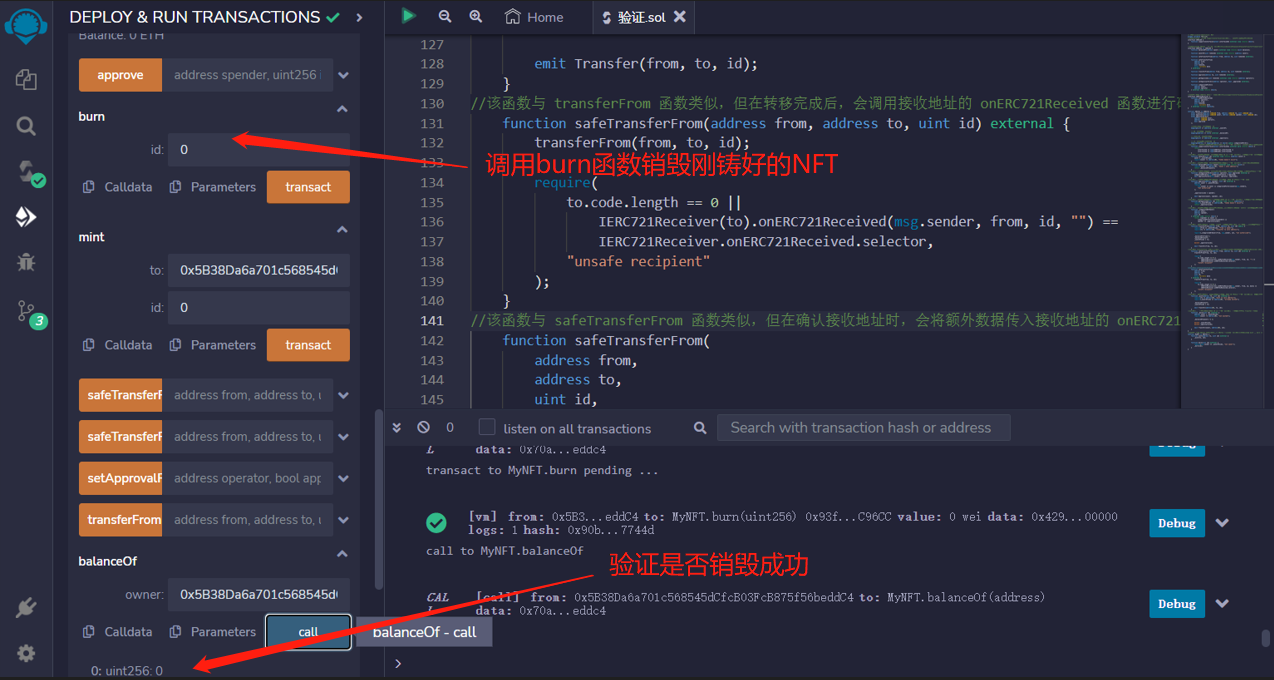 DEPLOY & RUN TRANSACTIONS
Balance: 0 ETH
approve address spender, uint256
burn
id: 0
Calldata Parameters transact
mint
to: 0x5B38Da6a701c568545d
id: 0
Calldata Parameters transact
safeTransferF address from, address to, u
safeTransferF address from, address to, u
setApprovalF address operator, bool app
transferFrom address from, address to, u
balanceOf
owner: 0x5B38Da6a701c568545d
Calldata Parameters call
balanceOf - call
0: uint256: 0
3
Home 验证.sol
127
128 emit Transfer(from, to, id);
129 }
130 //该函数与 transferFrom 函数类似，但在转移完成后，会调用接收地址的 onERC721Received 函数进行
131 function safeTransferFrom(address from, address to, uint id) external {
132 transferFrom(from, to, id);
133
调用burn函数销毁刚铸好的NFT
134 require(
135 to.code.length == 0 ||
136 IERC721Receiver(to).onERC721Received(msg.sender, from, id, "") ==
137 IERC721Receiver.onERC721Received.selector,
138 "unsafe recipient"
139 );
140 }
141 //该函数与 safeTransferFrom 函数类似，但在确认接收地址时，会将额外数据传入接收地址的 onERC721
142 function safeTransferFrom(
143 address from,
144 address to,
145 uint id,
0 listen on all transactions Search with transaction hash or address
L data: 0x70a...eddc4 Debug
transact to MyNFT.burn pending ...
[vm] from: 0x5B3...eddC4 to: MyNFT.burn(uint256) 0x93f...C96CC value: 0 wei data: 0x429...00000
logs: 1 hash: 0x90b...7744d
Debug
call to MyNFT.balanceOf
验证是否销毁成功
CAL [call] from: 0x5B38Da6a701c568545dCfcB03FcB875f56beddC4 to: MyNFT.balanceOf(address)
L data: 0x70a...eddc4
Debug
>